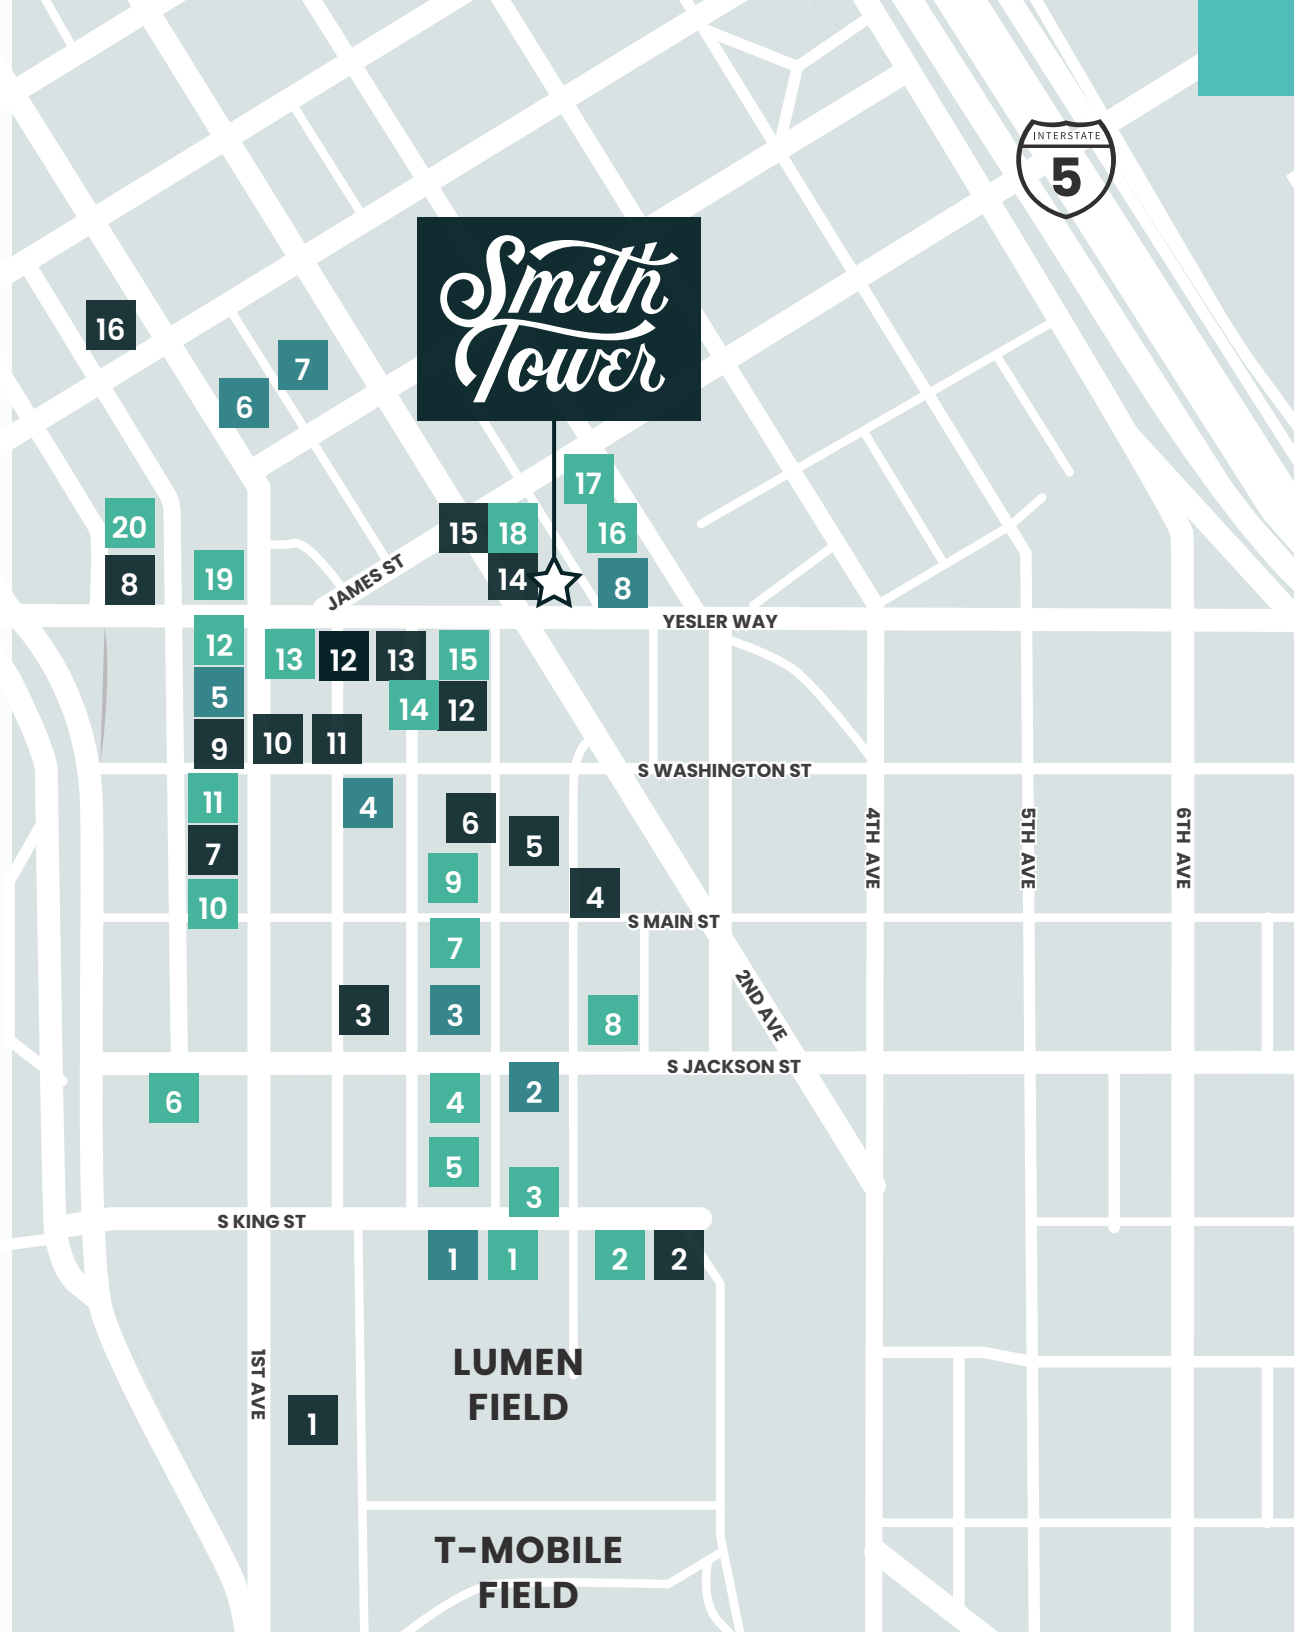 INTERSTATE
5
Smith
Tower
16
7
6
17
20
15
18
16
8
19
14
8
JAMES ST
YESLER WAY
12
13
12
13
15
5
14
12
9
10
11
S WASHINGTON ST
11
4
6
5
4TH AVE
5TH AVE
6TH AVE
7
9
4
10
S MAIN ST
7
3
3
8
2ND AVE
S JACKSON ST
6
4
2
5
3
S KING ST
1
1
2
2
LUMEN
FIELD
1ST AVE
1
T-MOBILE
FIELD